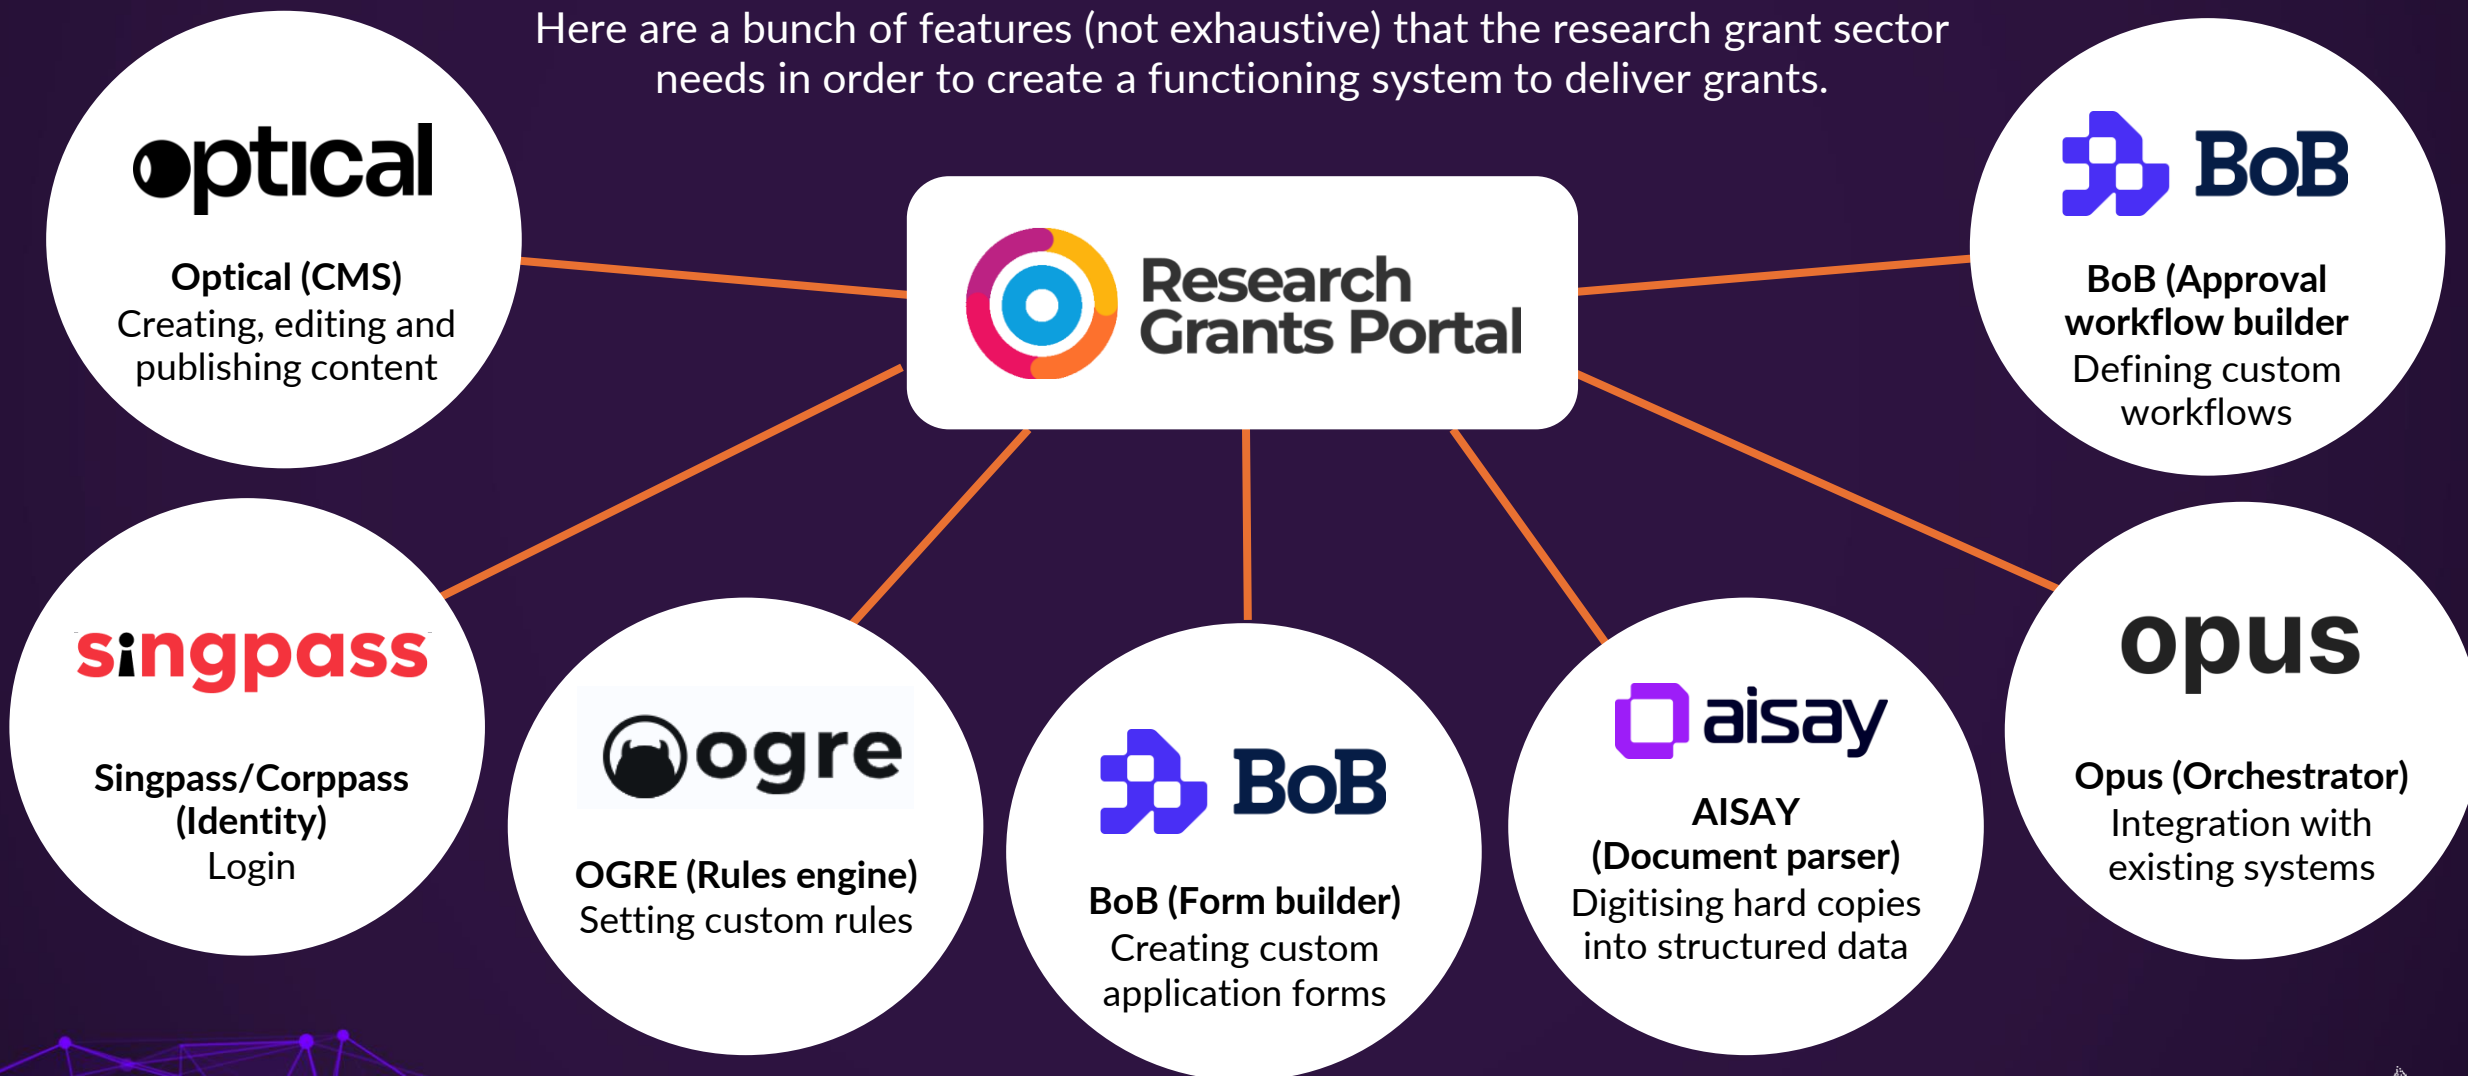 Here are a bunch of features (not exhaustive) that the research grant sector
needs in order to create a functioning system to deliver grants.
optical
Optical (CMS)
Creating, editing and
publishing content
Research
Grants Portal
BoB
BoB (Approval
workflow builder
Defining custom
workflows
singpass
Singpass/Corppass
(Identity)
Login
ogre
OGRE (Rules engine)
Setting custom rules
BoB
BoB (Form builder)
Creating custom
application forms
aisay
AISAY
(Document parser)
Digitising hard copies
into structured data
opus
Opus (Orchestrator)
Integration with
existing systems